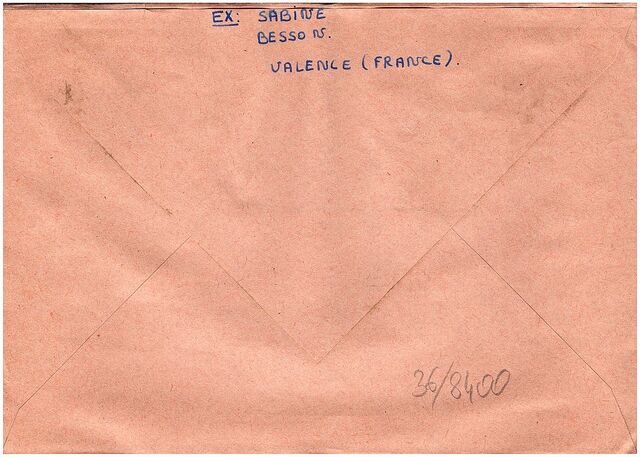 EX: SABINE
BESSON.
VALENCE (FRANCE).
36/8400